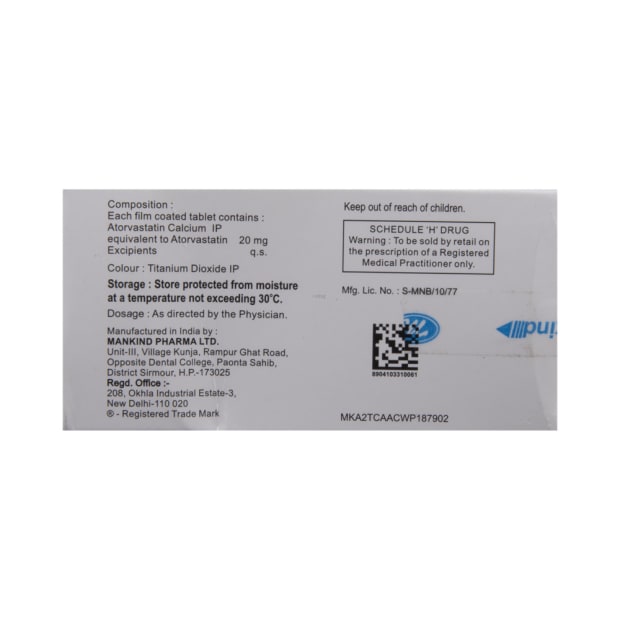 Composition :
Each film coated tablet contains :
Atorvastatin Calcium IP
equivalent to Atorvastatin 20 mg
Excipients q.s.
Colour : Titanium Dioxide IP
Storage : Store protected from moisture
at a temperature not exceeding 30°C.
Dosage : As directed by the Physician.
Manufactured in India by :
MANKIND PHARMA LTD.
Unit-III, Village Kunja, Rampur Ghat Road,
Opposite Dental College, Paonta Sahib,
District Sirmour, H.P.-173025
Regd. Office :-
208, Okhla Industrial Estate-3,
New Delhi-110 020
® - Registered Trade Mark
Keep out of reach of children.
SCHEDULE 'H' DRUG
Warning : To be sold by retail on
the prescription of a Registered
Medical Practitioner only.
Mfg. Lic. No. : S-MNB/10/77
8904103310061
MKA2TCAACWP187902